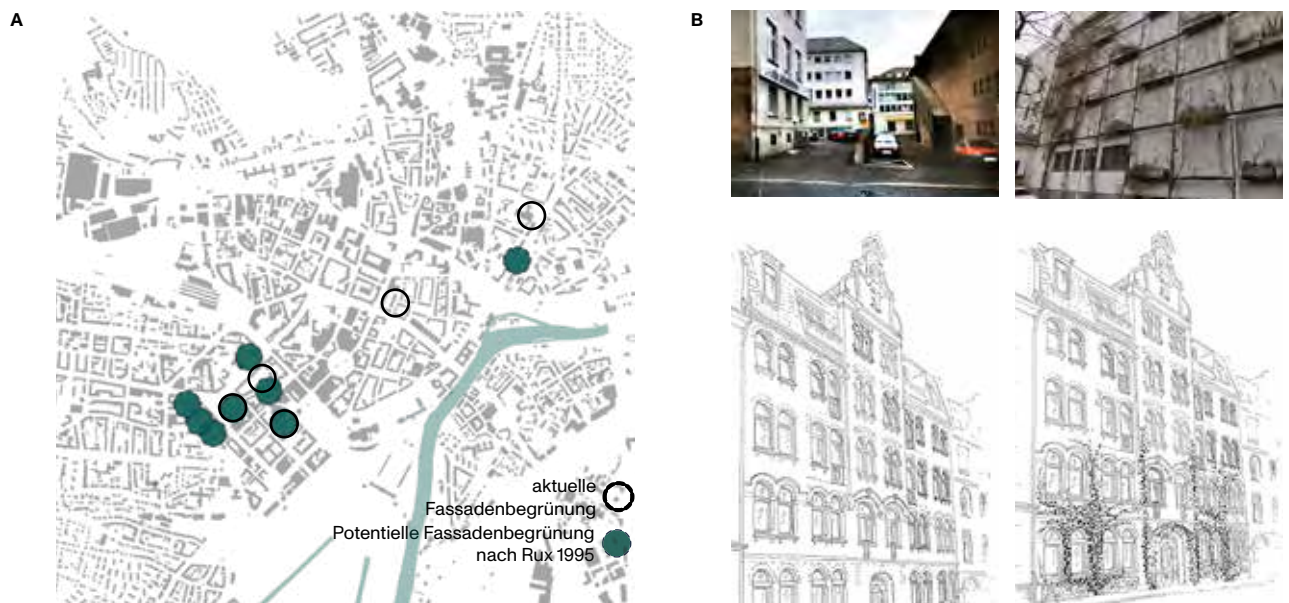 A
B
aktuelle
Fassadenbegrünung
Potentielle Fassadenbegrünung
nach Rux 1995